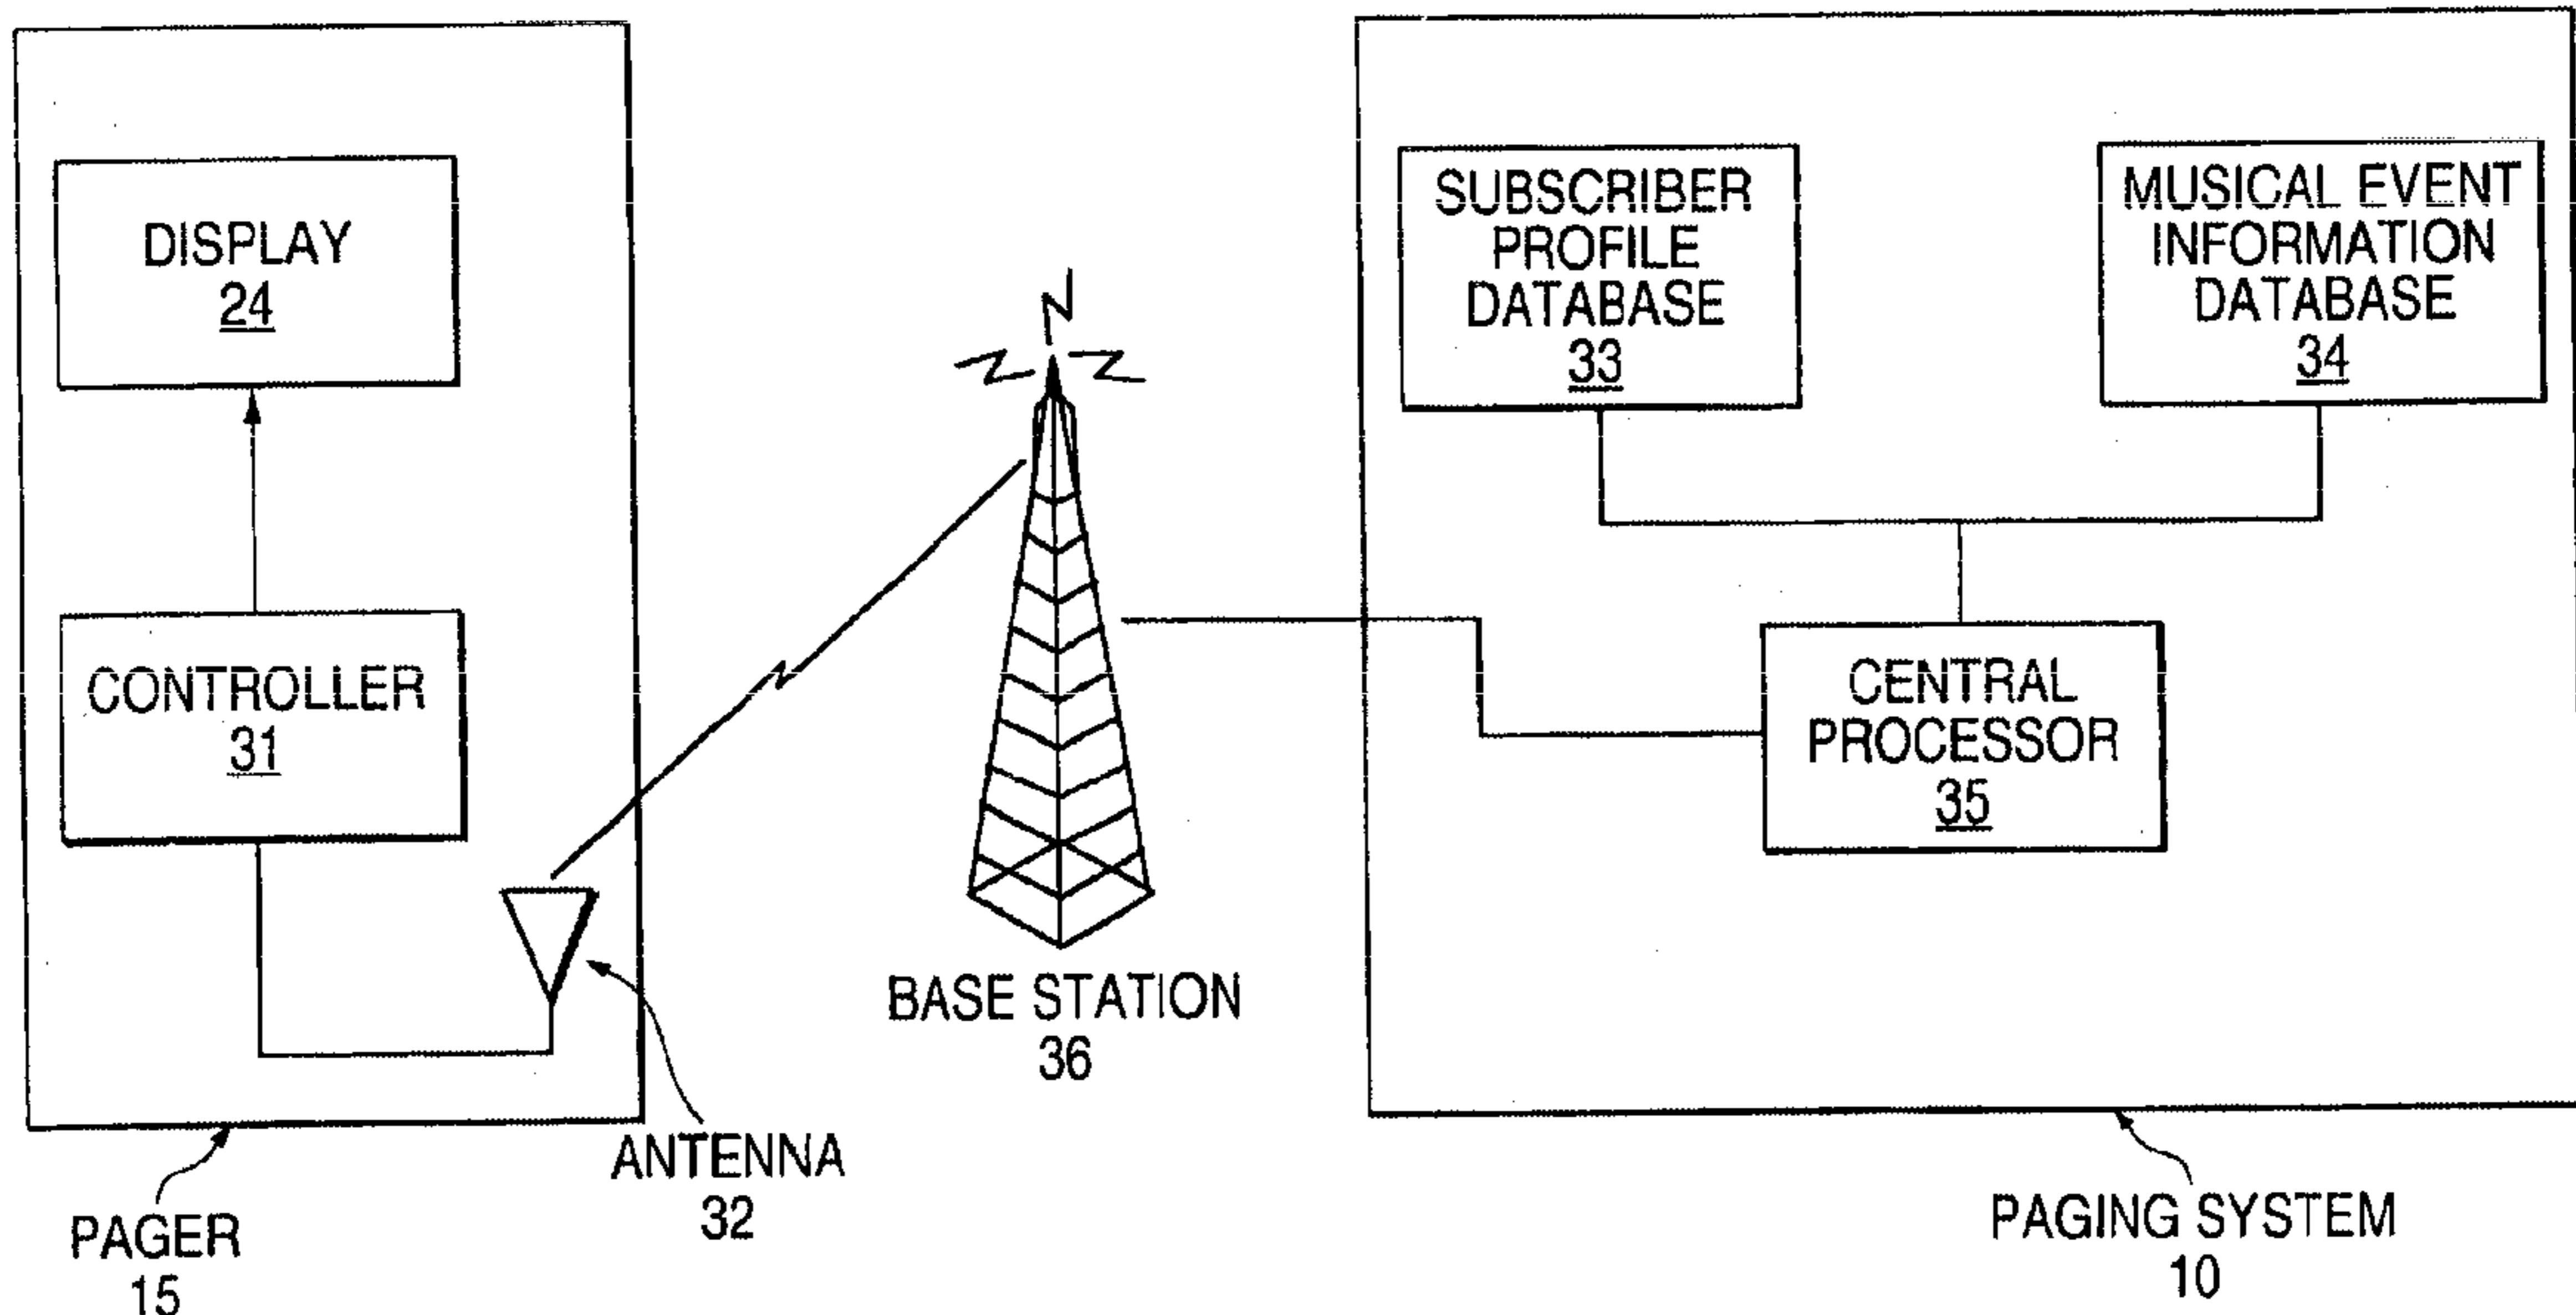 DISPLAY
24
CONTROLLER
31
ANTENNA
32
PAGER
15
BASE STATION
36
SUBSCRIBER
PROFILE
DATABASE
33
MUSICAL EVENT
INFORMATION
DATABASE
34
CENTRAL
PROCESSOR
35
PAGING SYSTEM
10